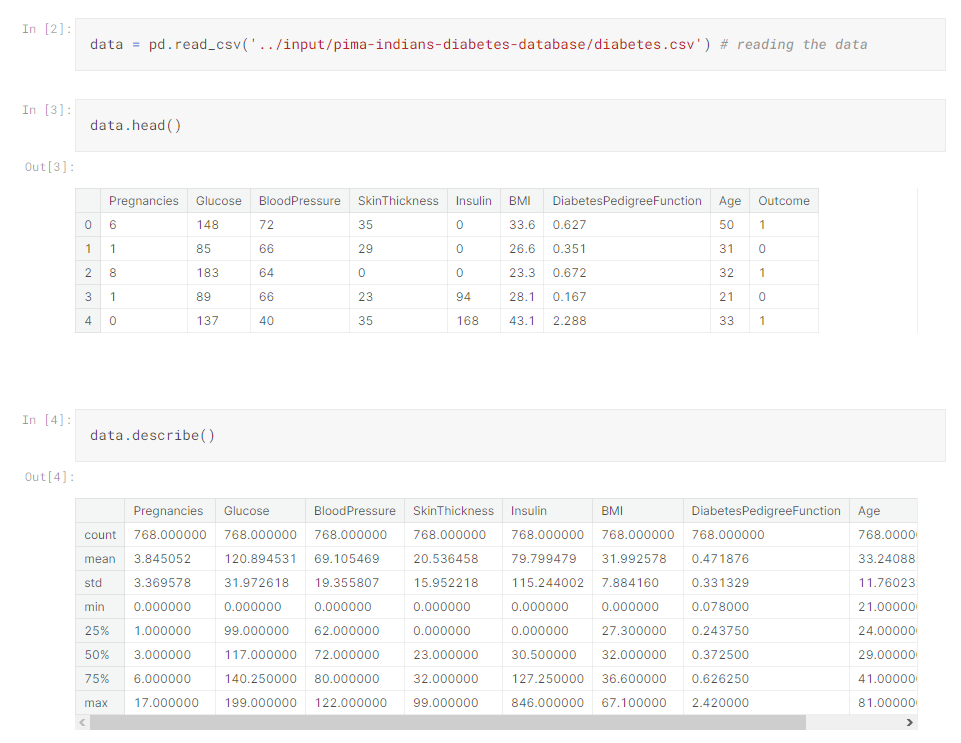 In [2]:
data = pd.read_csv('../input/pima-indians-diabetes-database/diabetes.csv') # reading the data
In [3]:
data.head()
Out[3]:
Pregnancies Glucose BloodPressure SkinThickness Insulin BMI DiabetesPedigreeFunction Age Outcome
0 6 148 72 35 0 33.6 0.627 50 1
1 1 85 66 29 0 26.6 0.351 31 0
2 8 183 64 0 0 23.3 0.672 32 1
3 1 89 66 23 94 28.1 0.167 21 0
4 0 137 40 35 168 43.1 2.288 33 1
In [4]:
data.describe()
Out[4]:
Pregnancies Glucose BloodPressure SkinThickness Insulin BMI DiabetesPedigreeFunction Age
count 768.000000 768.000000 768.000000 768.000000 768.000000 768.000000 768.000000 768.0000
mean 3.845052 120.894531 69.105469 20.536458 79.799479 31.992578 0.471876 33.24088
std 3.369578 31.972618 19.355807 15.952218 115.244002 7.884160 0.331329 11.76023
min 0.000000 0.000000 0.000000 0.000000 0.000000 0.000000 0.078000 21.00000
25% 1.000000 99.000000 62.000000 0.000000 0.000000 27.300000 0.243750 24.00000
50% 3.000000 117.000000 72.000000 23.000000 30.500000 32.000000 0.372500 29.00000
75% 6.000000 140.250000 80.000000 32.000000 127.250000 36.600000 0.626250 41.00000
max 17.000000 199.000000 122.000000 99.000000 846.000000 67.100000 2.420000 81.00000